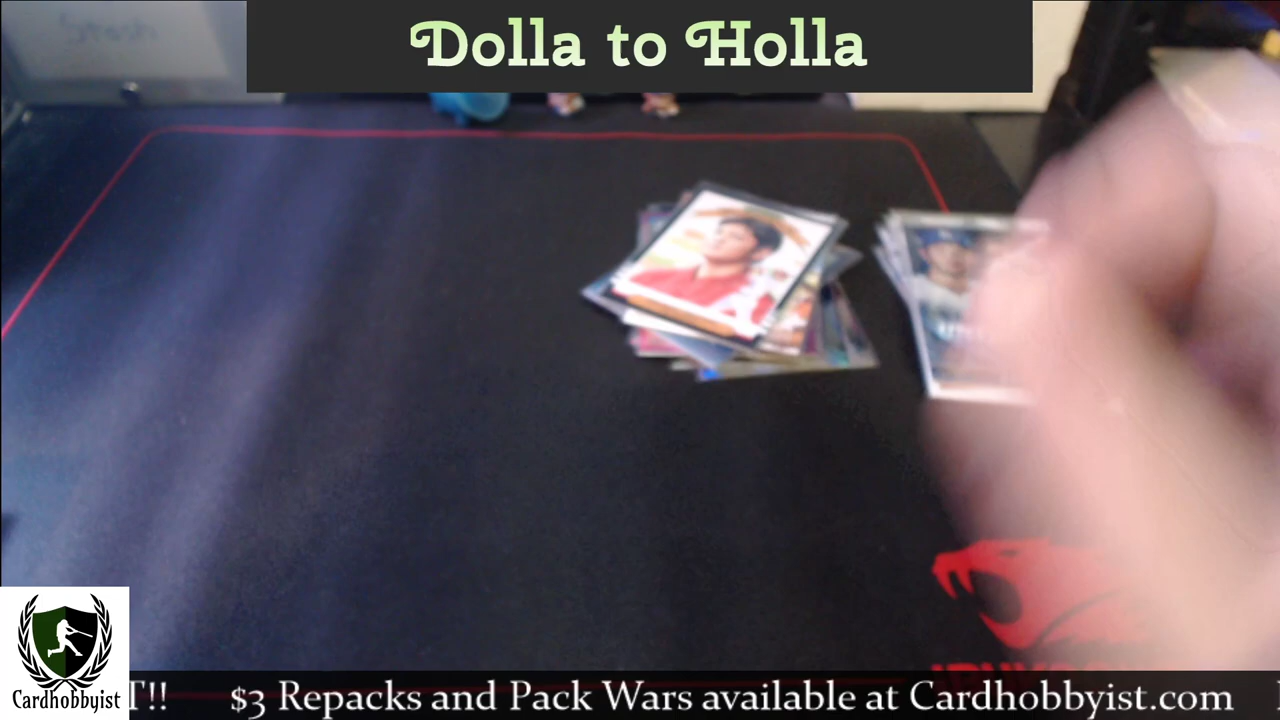 Dolla to Holla
Cardhobbyist
T!! $3 Repacks and Pack Wars available at Cardhobbyist.com